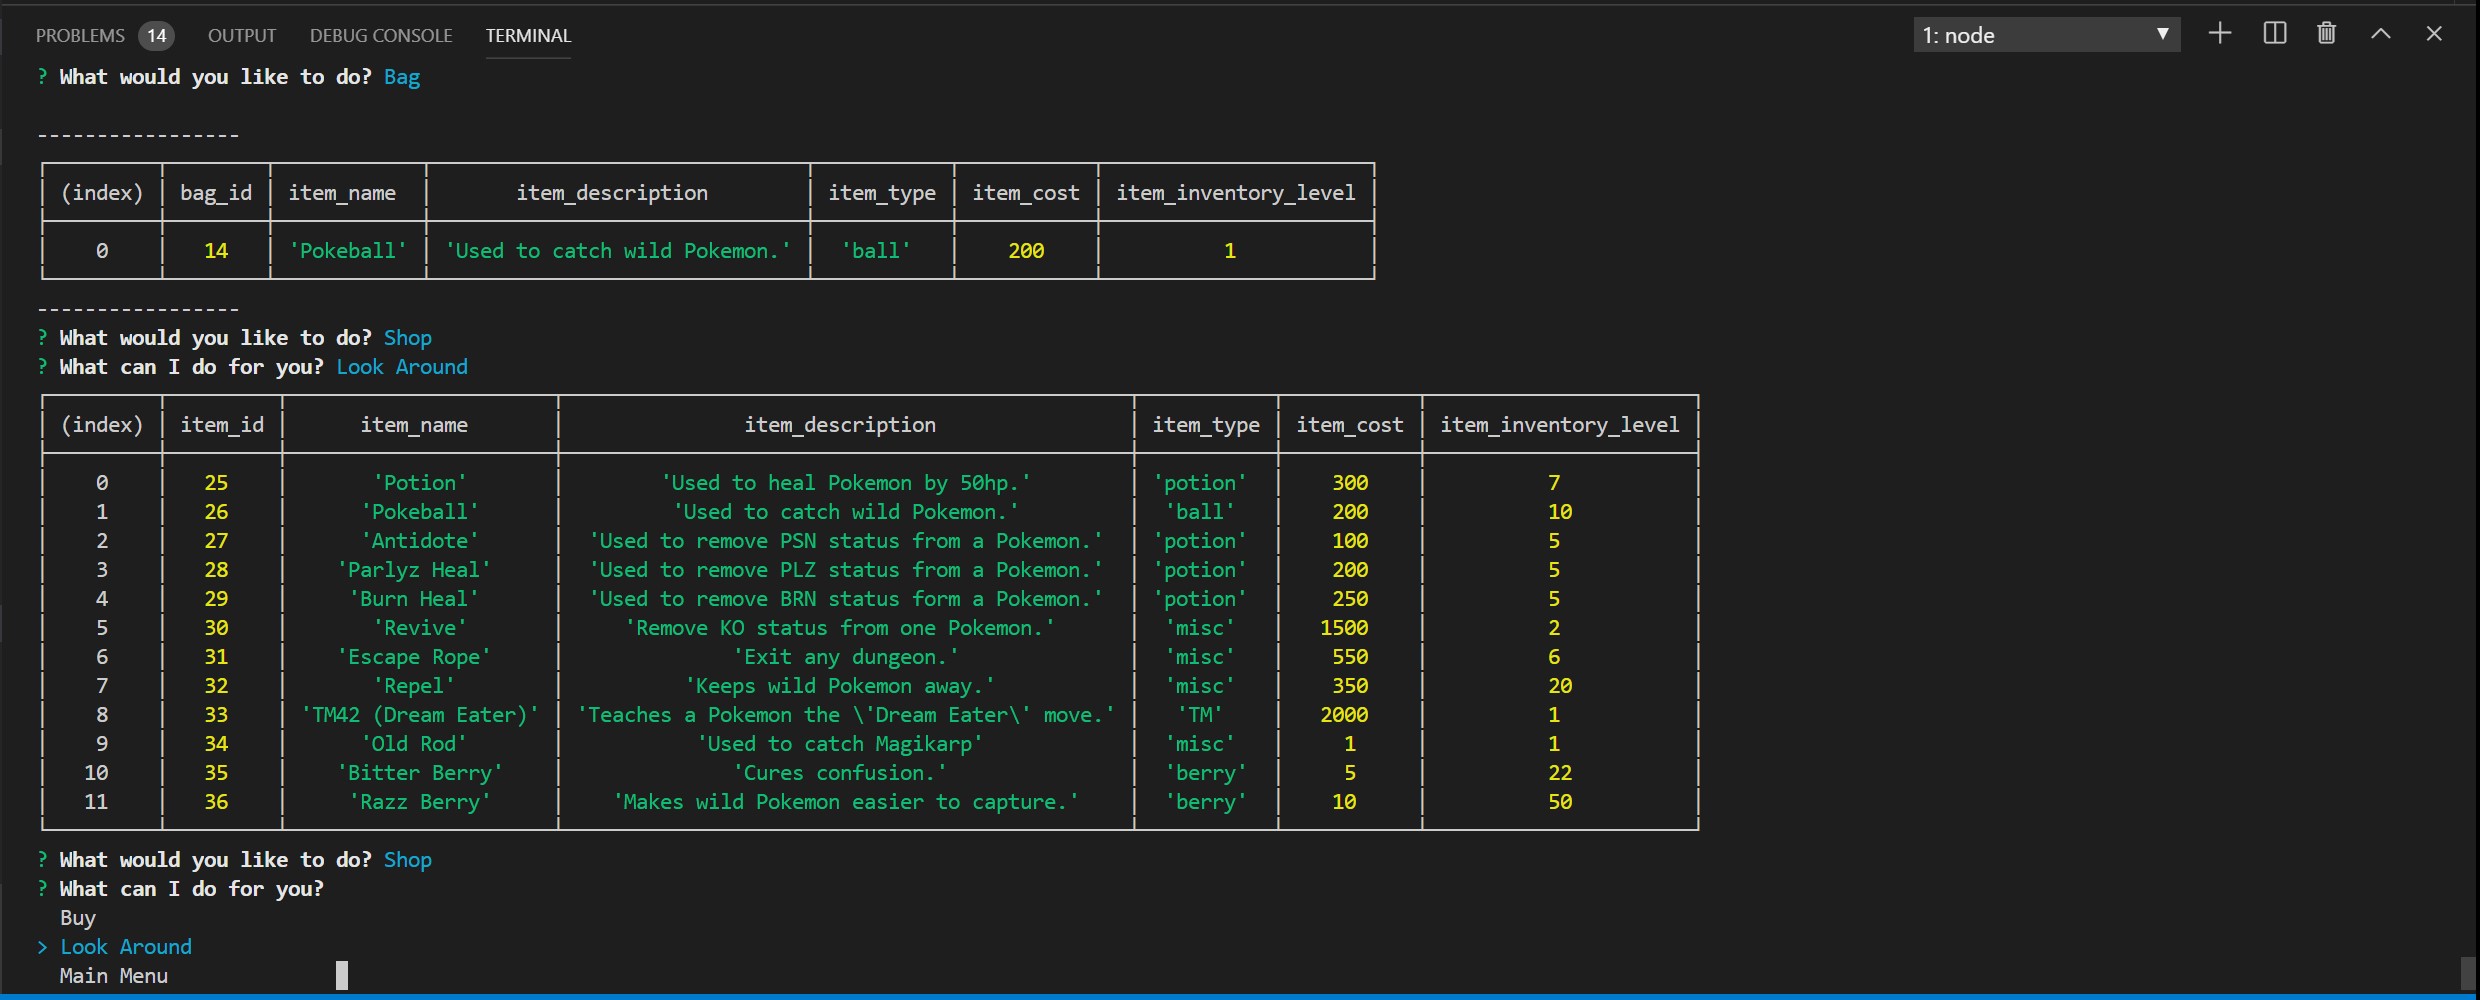 PROBLEMS 14 OUTPUT DEBUG CONSOLE TERMINAL 1: node
? What would you like to do? Bag
-----------------
(index) bag_id item_name item_description item_type item_cost item_inventory_level
0 14 'Pokeball' 'Used to catch wild Pokemon.' 'ball' 200 1
-----------------
? What would you like to do? Shop
? What can I do for you? Look Around
(index) item_id item_name item_description item_type item_cost item_inventory_level
0 25 'Potion' 'Used to heal Pokemon by 50hp.' 'potion' 300 7
1 26 'Pokeball' 'Used to catch wild Pokemon.' 'ball' 200 10
2 27 'Antidote' 'Used to remove PSN status from a Pokemon.' 'potion' 100 5
3 28 'Parlyz Heal' 'Used to remove PLZ status from a Pokemon.' 'potion' 200 5
4 29 'Burn Heal' 'Used to remove BRN status form a Pokemon.' 'potion' 250 5
5 30 'Revive' 'Remove KO status from one Pokemon.' 'misc' 1500 2
6 31 'Escape Rope' 'Exit any dungeon.' 'misc' 550 6
7 32 'Repel' 'Keeps wild Pokemon away.' 'misc' 350 20
8 33 'TM42 (Dream Eater)' 'Teaches a Pokemon the \'Dream Eater\' move.' 'TM' 2000 1
9 34 'Old Rod' 'Used to catch Magikarp' 'misc' 1 1
10 35 'Bitter Berry' 'Cures confusion.' 'berry' 5 22
11 36 'Razz Berry' 'Makes wild Pokemon easier to capture.' 'berry' 10 50
? What would you like to do? Shop
? What can I do for you?
Buy
> Look Around
Main Menu